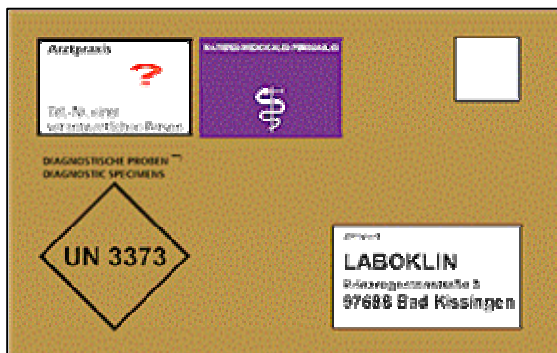 Arztpraxis
?
Tel.-Nr. einer
verantwortlichen Person
DIAGNOSTISCHE PROBEN
DIAGNOSTIC SPECIMENS
UN 3373
LABOKLIN
97688 Bad Kissingen